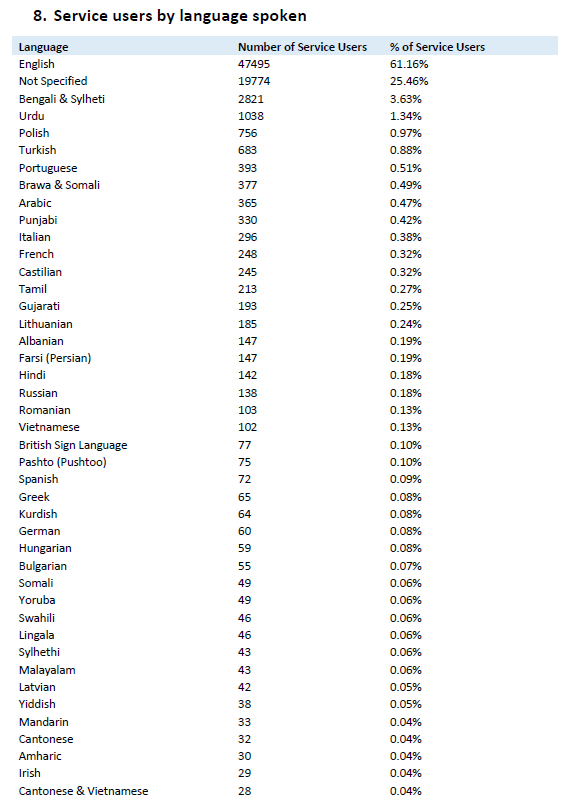 8. Service users by language spoken
Language Number of Service Users % of Service Users
English 47495 61.16%
Not Specified 19774 25.46%
Bengali & Sylheti 2821 3.63%
Urdu 1038 1.34%
Polish 756 0.97%
Turkish 683 0.88%
Portuguese 393 0.51%
Brawa & Somali 377 0.49%
Arabic 365 0.47%
Punjabi 330 0.42%
Italian 296 0.38%
French 248 0.32%
Castilian 245 0.32%
Tamil 213 0.27%
Gujarati 193 0.25%
Lithuanian 185 0.24%
Albanian 147 0.19%
Farsi (Persian) 147 0.19%
Hindi 142 0.18%
Russian 138 0.18%
Romanian 103 0.13%
Vietnamese 102 0.13%
British Sign Language 77 0.10%
Pashto (Pushtoo) 75 0.10%
Spanish 72 0.09%
Greek 65 0.08%
Kurdish 64 0.08%
German 60 0.08%
Hungarian 59 0.08%
Bulgarian 55 0.07%
Somali 49 0.06%
Yoruba 49 0.06%
Swahili 46 0.06%
Lingala 46 0.06%
Sylhethi 43 0.06%
Malayalam 43 0.06%
Latvian 42 0.05%
Yiddish 38 0.05%
Mandarin 33 0.04%
Cantonese 32 0.04%
Amharic 30 0.04%
Irish 29 0.04%
Cantonese & Vietnamese 28 0.04%